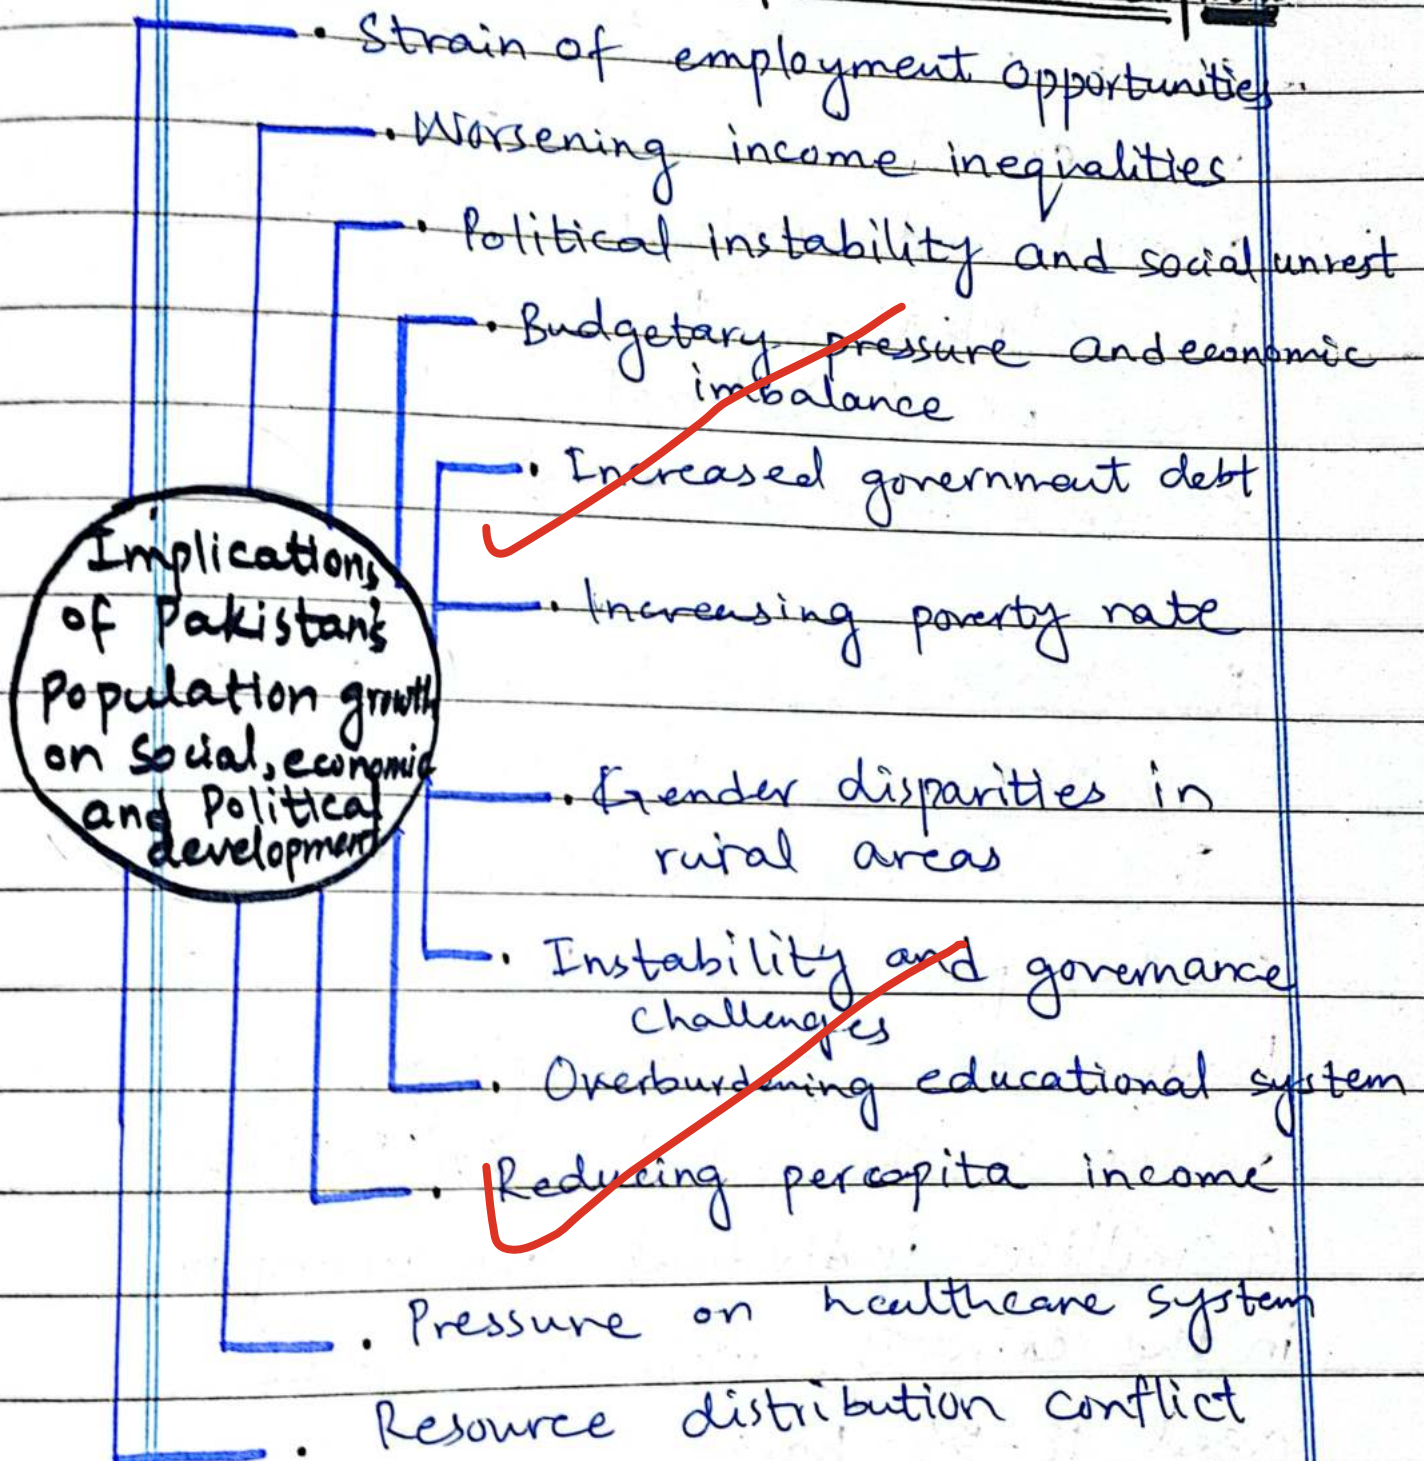 Strain of employment opportunities
Worsening income inequalities
Political instability and social unrest
Budgetary pressure and economic
imbalance
Increased government debt
Increasing poverty rate
Implications
of Pakistan's
Population growth
on Social, economic
and Political
development
Gender disparities in
rural areas
Instability and governance
challenges
Overburdening educational system
Reducing percapita income
Pressure on healthcare system
Resource distribution conflict